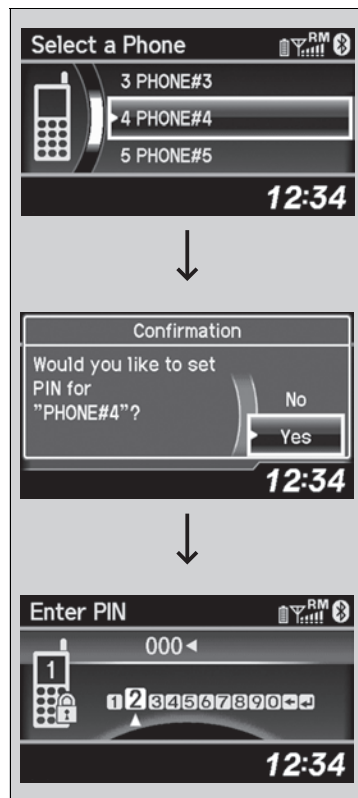 Select a Phone
RM
3 PHONE#3
4 PHONE#4
5 PHONE#5
12:34
Confirmation
Would you like to set
PIN for
"PHONE#4"?
No
Yes
12:34
Enter PIN
RM
000
1
1234567890
12:34